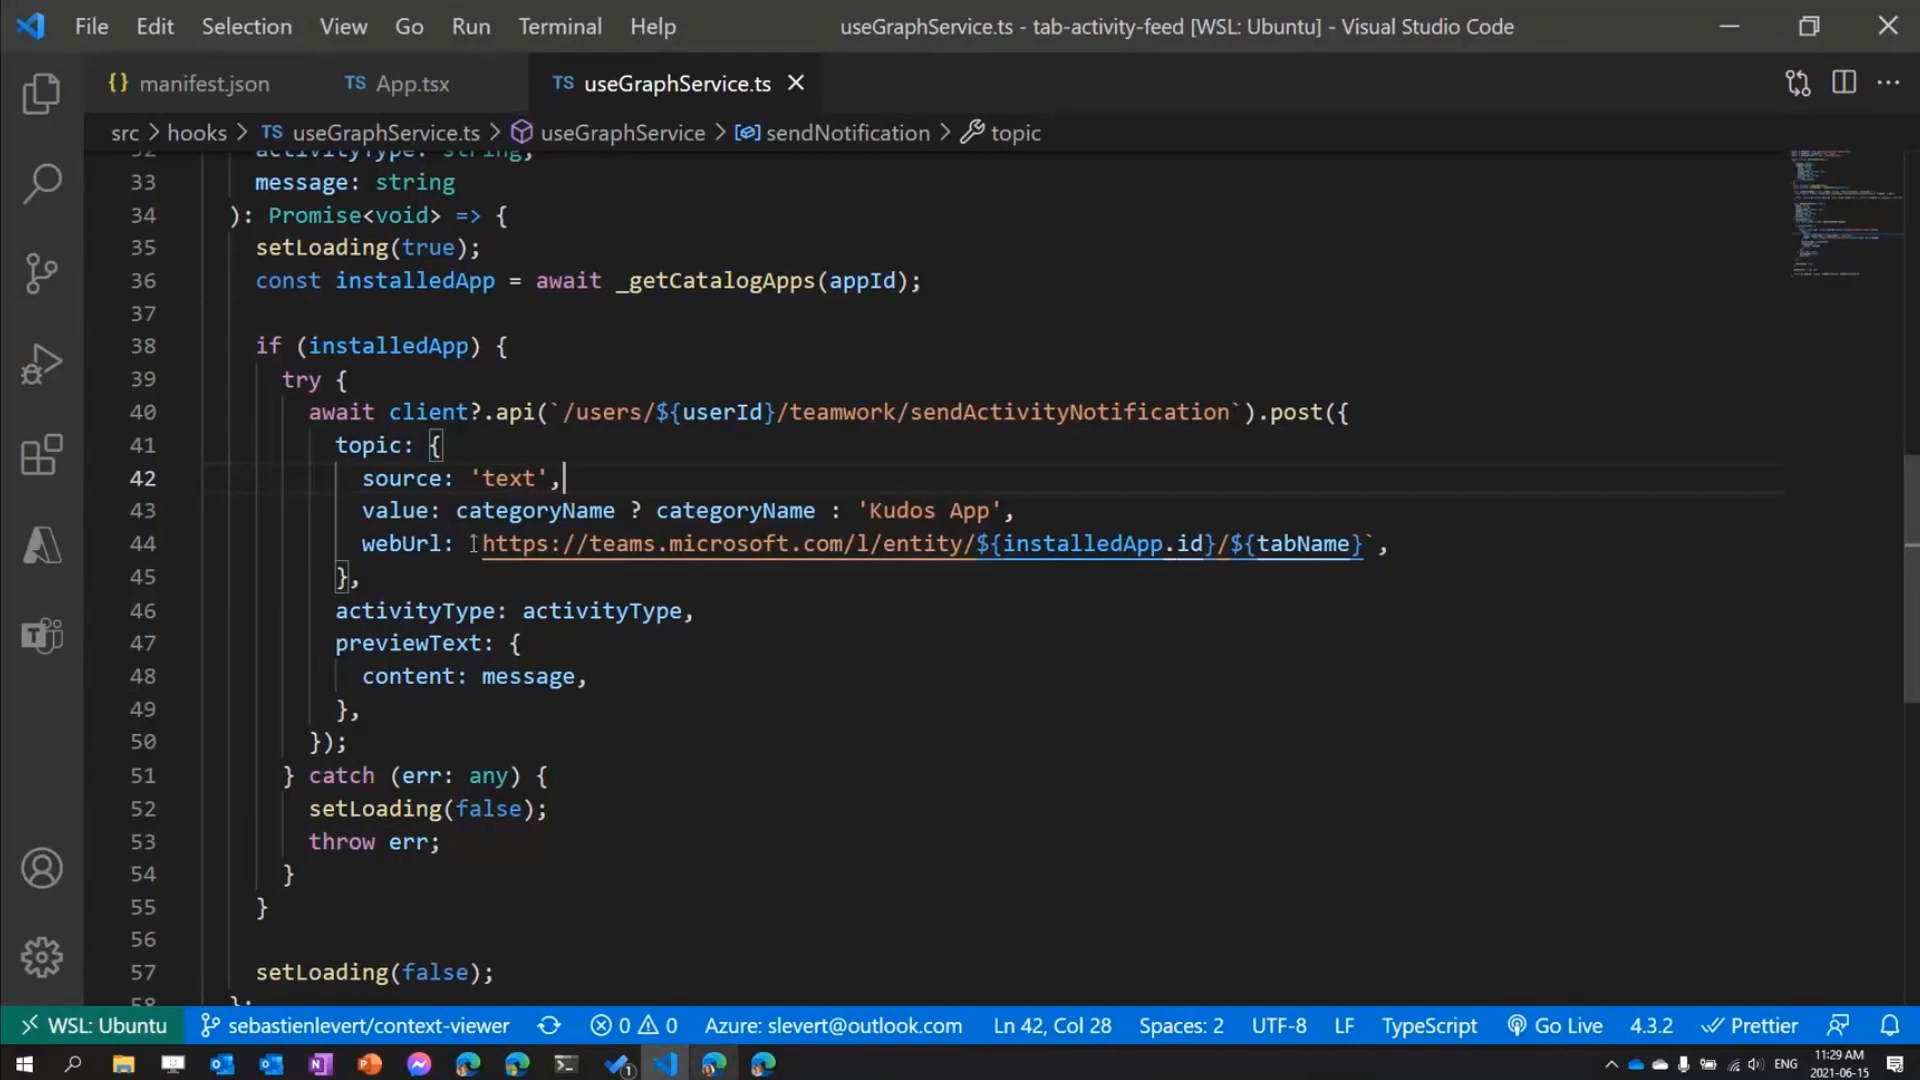 File Edit Selection View Go Run Terminal Help
useGraphService.ts - tab-activity-feed [WSL: Ubuntu] - Visual Studio Code
{} manifest.json TS App.tsx TS useGraphService.ts
src > hooks > TS useGraphService.ts > useGraphService > sendNotification > topic
32 activityType: string,
33 message: string
34 ): Promise<void> => {
35 setLoading(true);
36 const installedApp = await _getCatalogApps(appId);
37
38 if (installedApp) {
39 try {
40 await client?.api(`/users/${userId}/teamwork/sendActivityNotification`).post({
41 topic: {
42 source: 'text',
43 value: categoryName ? categoryName : 'Kudos App',
44 webUrl: `https://teams.microsoft.com/l/entity/${installedApp.id}/${tabName}`,
45 },
46 activityType: activityType,
47 previewText: {
48 content: message,
49 },
50 });
51 } catch (err: any) {
52 setLoading(false);
53 throw err;
54 }
55 }
56
57 setLoading(false);
58 };
WSL: Ubuntu sebastienlevert/context-viewer 0 0 Azure: slevert@outlook.com Ln 42, Col 28 Spaces: 2 UTF-8 LF TypeScript Go Live 4.3.2 Prettier
ENG 11:29 AM
2021-06-15